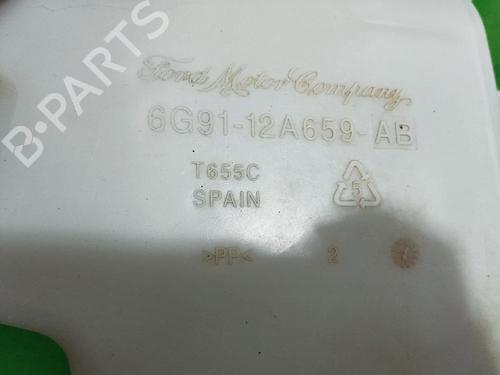 B-PARTS
Ford Motor Company
6G91-12A659-AB
T655C
SPAIN
5
>PP<
2